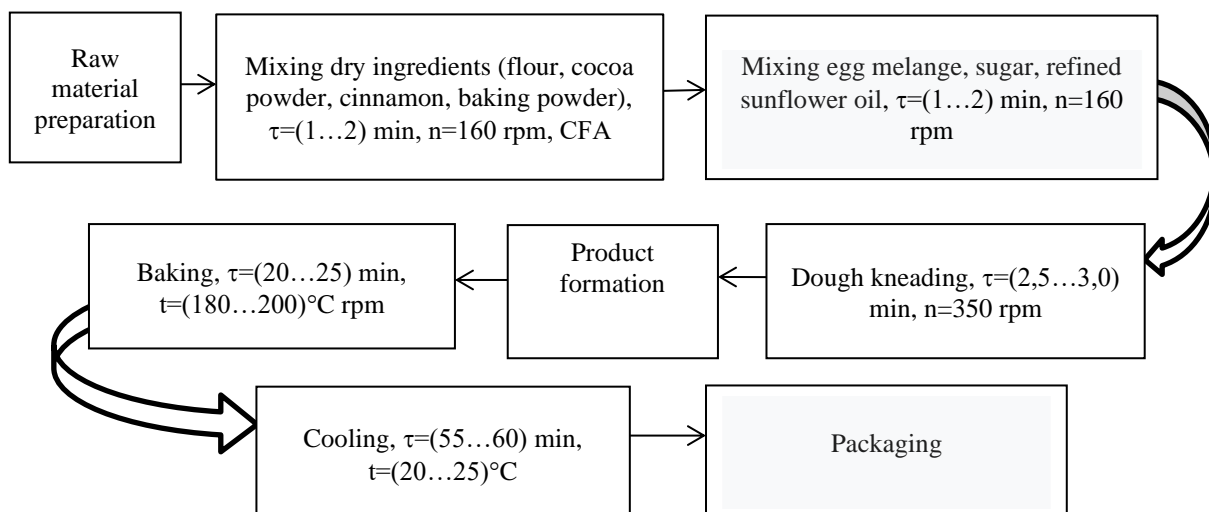 Raw
material
preparation
Mixing dry ingredients (flour, cocoa
powder, cinnamon, baking powder),
τ=(1…2) min, n=160 rpm, CFA
Mixing egg melange, sugar, refined
sunflower oil, τ=(1…2) min, n=160
rpm
Dough kneading, τ=(2,5…3,0)
min, n=350 rpm
Product
formation
Baking, τ=(20…25) min,
t=(180…200)°C rpm
Cooling, τ=(55…60) min,
t=(20…25)°C
Packaging